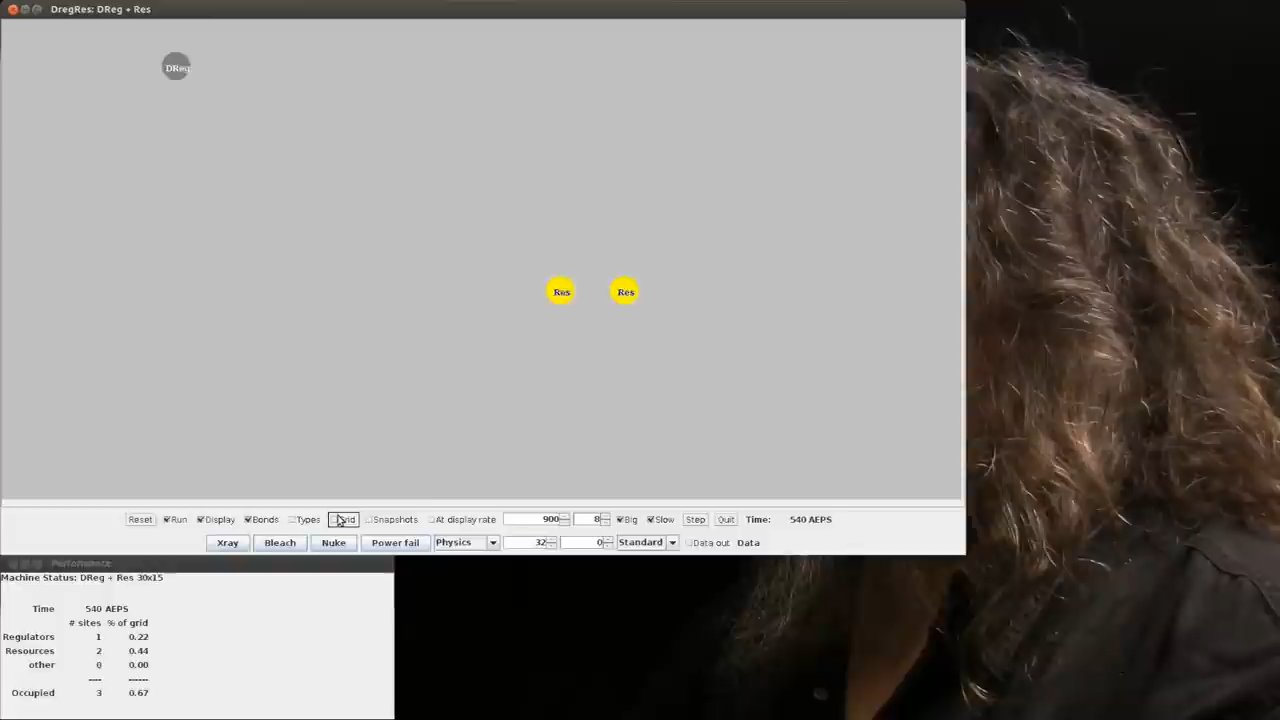 DregRes: DReg + Res
DReg
Res Res
Reset Run Display Bonds Types Grid Snapshots At display rate 900 8 Big Slow Step Quit Time: 540 AEPS
Xray Bleach Nuke Power fail Physics 32 0 Standard Data out Data
Performance
Machine Status: DReg + Res 30x15
Time 540 AEPS
# sites % of grid
Regulators 1 0.22
Resources 2 0.44
other 0 0.00
---- ------
Occupied 3 0.67